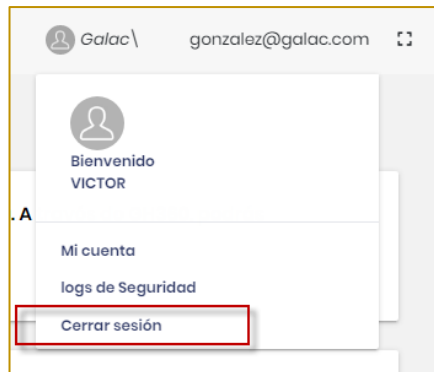 Galac\ gonzalez@galac.com
Bienvenido
VICTOR
. A
Mi cuenta
logs de Seguridad
Cerrar sesión